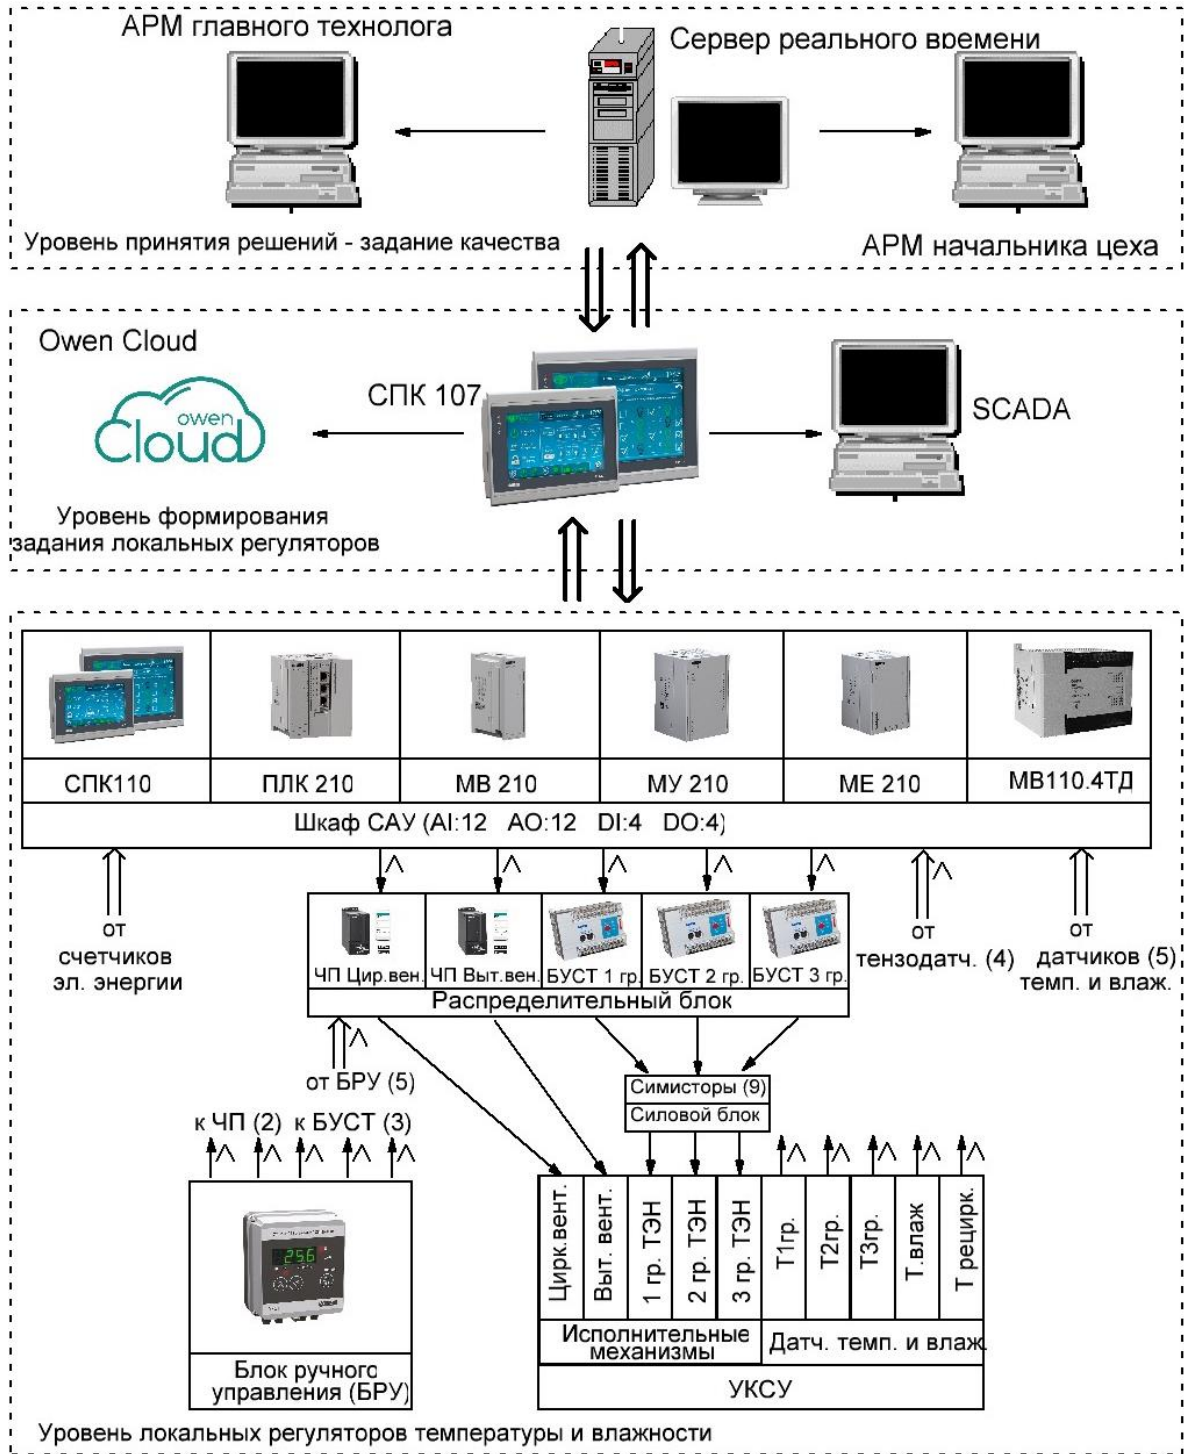 АРМ главного технолога
Сервер реального времени
Уровень принятия решений - задание качества
АРМ начальника цеха
Owen Cloud
owen
Cloud
СПК 107
SCADA
Уровень формирования
задания локальных регуляторов
СПК110
ПЛК 210
МВ 210
МУ 210
МЕ 210
МВ110.4ТД
Шкаф САУ (AI:12 AO:12 DI:4 DO:4)
от
счетчиков
эл. энергии
от
тензодатч. (4)
от
датчиков (5)
темп. и влаж.
ЧП Цир.вен.
ЧП Выт.вен.
БУСТ 1 гр.
БУСТ 2 гр.
БУСТ 3 гр.
Распределительный блок
от БРУ (5)
к ЧП (2) к БУСТ (3)
Симисторы (9)
Силовой блок
25.6
Блок ручного
управления (БРУ)
Цирк.вент.
Выт. вент.
1 гр. ТЭН
2 гр. ТЭН
3 гр. ТЭН
Т1гр.
Т2гр.
Т3гр.
Т.влаж
Т рецирк.
Исполнительные
механизмы
Датч. темп. и влаж.
УКСУ
Уровень локальных регуляторов температуры и влажности